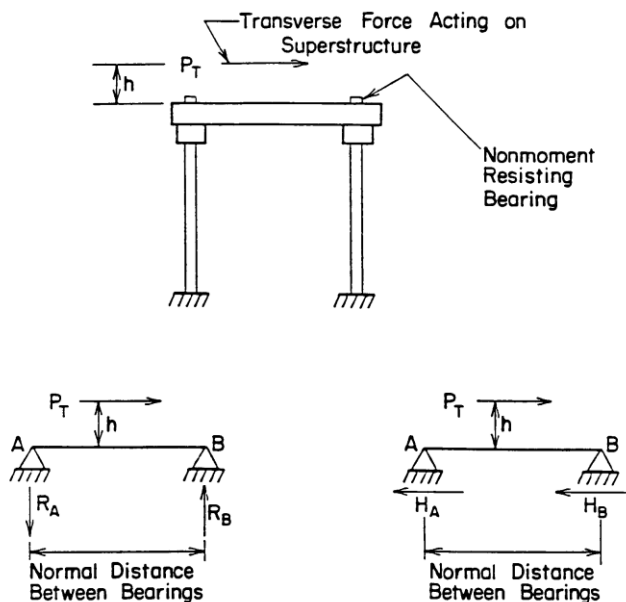 Transverse Force Acting on
Superstructure
P_T
h
Nonmoment
Resisting
Bearing
P_T
h
A
B
R_A
R_B
Normal Distance
Between Bearings
P_T
h
A
B
H_A
H_B
Normal Distance
Between Bearings